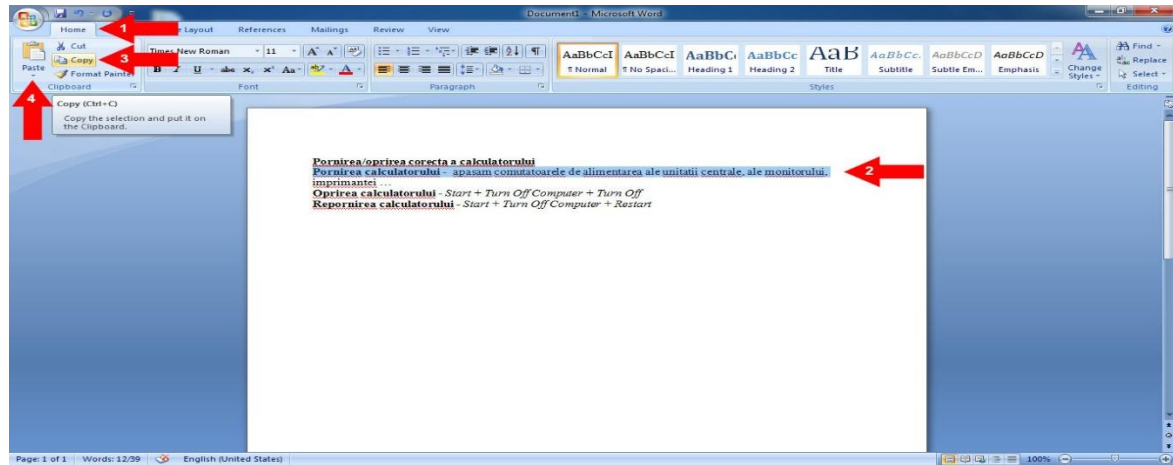 Document1 - Microsoft Word
Home 1 Layout References Mailings Review View
Cut
Copy 3
Format Painter
Paste
Clipboard
Times New Roman 11
B I U abc x, x² Aa A
Font
Paragraph
AaBbCcI AaBbCcI AaBbC AaBbCc AaB AaBbCc. AaBbCcD AaBbCcD
¶ Normal ¶ No Spaci... Heading 1 Heading 2 Title Subtitle Subtle Em... Emphasis
Change Styles
Styles
Find
Replace
Select
Editing
4
Copy (Ctrl+C)
Copy the selection and put it on
the Clipboard.
Pornirea/oprirea corecta a calculatorului
Pornirea calculatorului - apasam comutatoarele de alimentarea ale unitatii centrale, ale monitorului,
imprimantei …
Oprirea calculatorului - Start + Turn Off Computer + Turn Off
Repornirea calculatorului - Start + Turn Off Computer + Restart
2
Page: 1 of 1 Words: 12/39 English (United States) 100%